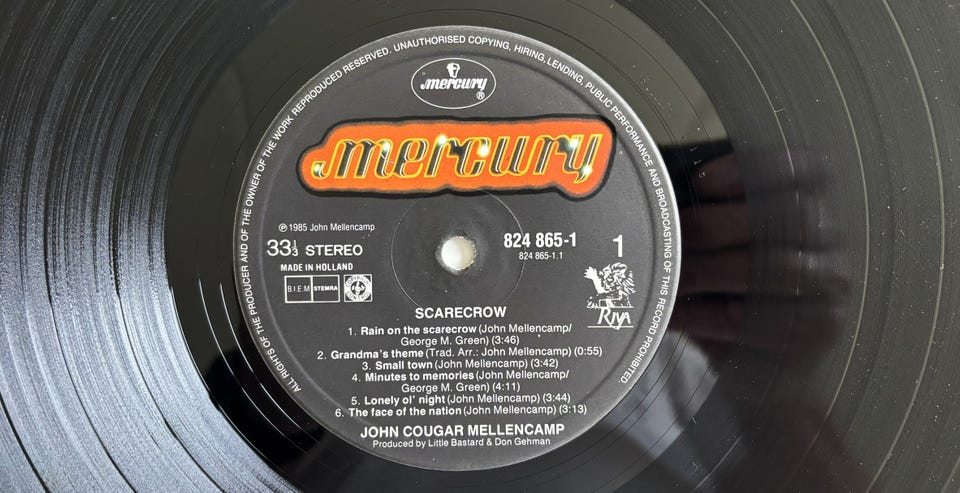 ALL RIGHTS OF THE PRODUCER AND OF THE OWNER OF THE WORK REPRODUCED RESERVED. UNAUTHORISED COPYING, HIRING, LENDING, PUBLIC PERFORMANCE AND BROADCASTING OF THIS RECORD PROHIBITED.
mercury®
mercury
℗ 1985 John Mellencamp
33⅓ STEREO
MADE IN HOLLAND
B.I.E.M STEMRA
824 865-1
824 865-1.1
1
RIVA
SCARECROW
1. Rain on the scarecrow (John Mellencamp/
George M. Green) (3:46)
2. Grandma's theme (Trad. Arr.: John Mellencamp) (0:55)
3. Small town (John Mellencamp) (3:42)
4. Minutes to memories (John Mellencamp/
George M. Green) (4:11)
5. Lonely ol' night (John Mellencamp) (3:44)
6. The face of the nation (John Mellencamp) (3:13)
JOHN COUGAR MELLENCAMP
Produced by Little Bastard & Don Gehman